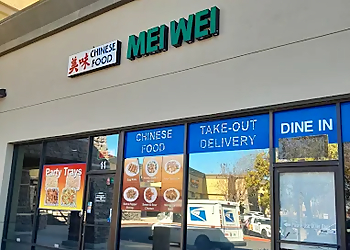 美味 CHINESE FOOD
MEI WEI
CHINESE FOOD
TAKE-OUT DELIVERY
DINE IN
Party Trays